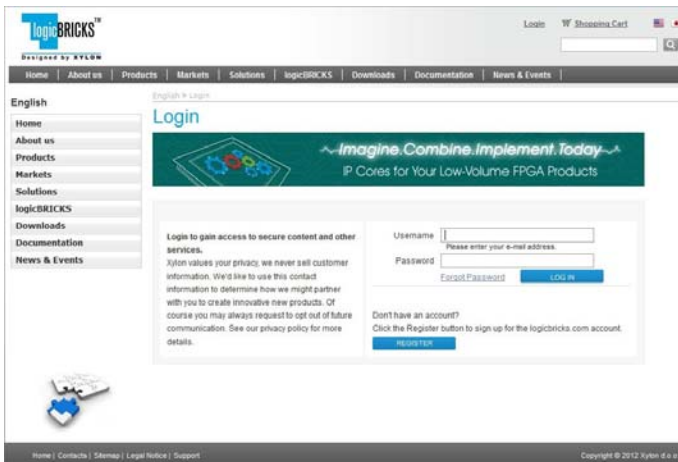 logicBRICKS™
Designed by XYLON
Login Shopping Cart
Home | About us | Products | Markets | Solutions | logicBRICKS | Downloads | Documentation | News & Events |
English
English » Login
Home
About us
Products
Markets
Solutions
logicBRICKS
Downloads
Documentation
News & Events
Login
Imagine.Combine.Implement.Today
IP Cores for Your Low-Volume FPGA Products
Login to gain access to secure content and other
services.
Xylon values your privacy, we never sell customer
information. We'd like to use this contact
information to determine how we might partner
with you to create innovative new products. Of
course you may always request to opt out of future
communication. See our privacy policy for more
details.
Username
Please enter your e-mail address.
Password
Forgot Password LOG IN
Don't have an account?
Click the Register button to sign up for the logicbricks.com account.
REGISTER
Home | Contacts | Sitemap | Legal Notice | Support
Copyright © 2012 Xylon d.o.o